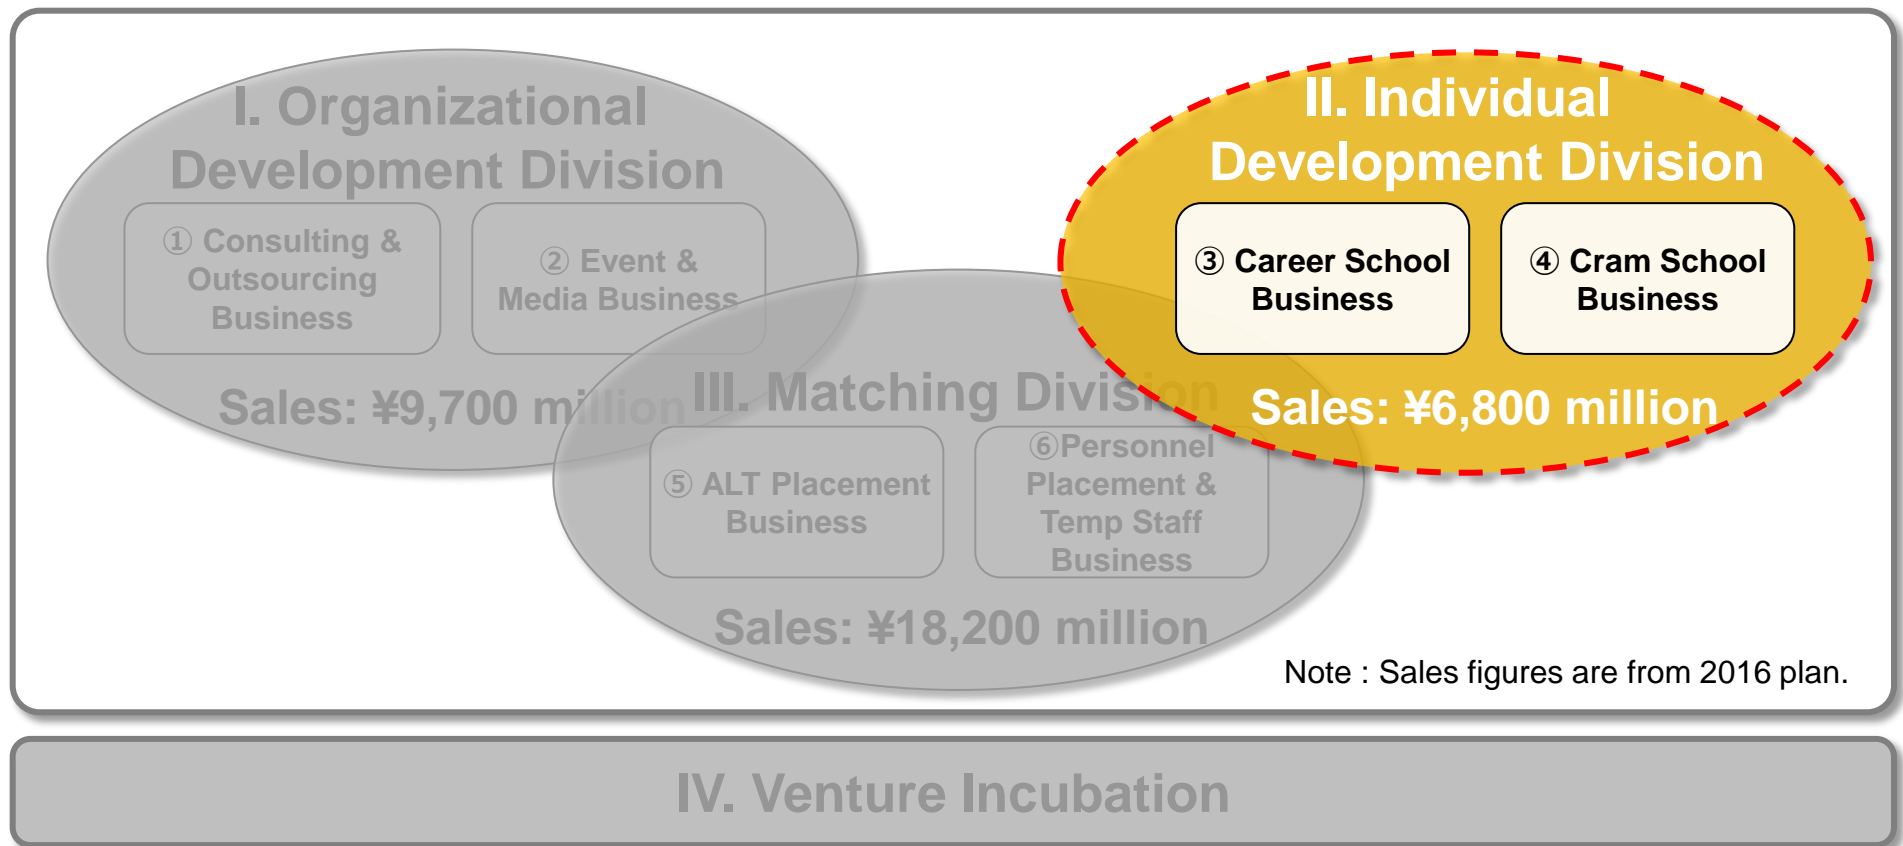 I. Organizational
Development Division
① Consulting &
Outsourcing
Business
② Event &
Media Business
Sales: ¥9,700 million
II. Individual
Development Division
③ Career School
Business
④ Cram School
Business
Sales: ¥6,800 million
III. Matching Division
⑤ ALT Placement
Business
⑥Personnel
Placement &
Temp Staff
Business
Sales: ¥18,200 million
Note : Sales figures are from 2016 plan.
IV. Venture Incubation